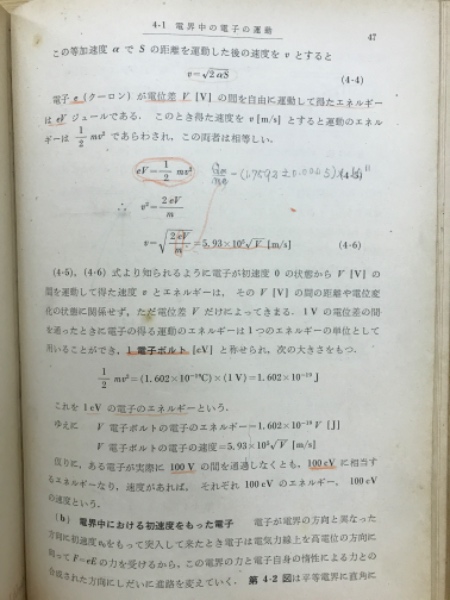 4-1 電界中の電子の運動
47
この等加速度 α で S の距離を運動した後の速度を v とすると
v=√2αS (4-4)
電子 e (クーロン) が電位差 V [V] の間を自由に運動して得たエネルギー
は eV ジュールである. このとき得た速度を v [m/s] とすると運動のエネル
ギーは 1/2 mv² であらわされ, この両者は相等しい.
eV=1/2 mv²
∴ v²=2eV/m
v=√(2eV/m)=5.93×10⁵√V [m/s] (4-6)
(4-5), (4-6) 式より知られるように電子が初速度 0 の状態から V [V] の
間を運動して得た速度 v とエネルギーは, その V [V] の間の距離や電位変
化の状態に関係せず, ただ電位差 V だけによってきまる. 1V の電位差の間
を通ったときに電子の得る運動のエネルギーは1つのエネルギーの単位として
用いることができ, 1 電子ボルト [eV] と称せられ, 次の大きさをもつ.
1/2 mv²=(1.602×10⁻¹⁹C)×(1V)=1.602×10⁻¹⁹ J
これを 1eV の電子のエネルギーという.
ゆえに V 電子ボルトの電子のエネルギー=1.602×10⁻¹⁹ V [J]
V 電子ボルトの電子の速度=5.93×10⁵√V [m/s]
仮りに, ある電子が実際に 100V の間を通過しなくとも, 100eV に相当す
るエネルギーなり, 速度があれば, それぞれ 100eV のエネルギー, 100eV
の速度という.
(b) 電界中における初速度をもった電子 電子が電界の方向と異なった
方向に初速度v₀をもって突入して来たとき電子は電気力線上を高電位の方向に
向って F=eE の力を受けるから, この電界の力と電子自身の惰性による力との
合成された方向にしだいに進路を変えていく. 第 4-2 図は平等電界に直角に